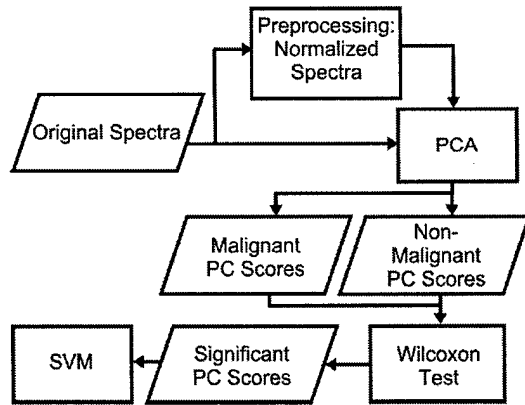 Preprocessing:
Normalized
Spectra
Original Spectra
PCA
Malignant
PC Scores
Non-
Malignant
PC Scores
SVM
Significant
PC Scores
Wilcoxon
Test